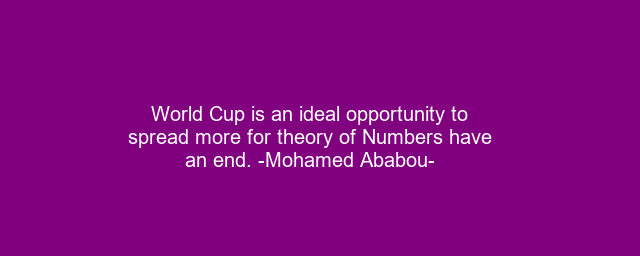 World Cup is an ideal opportunity to
spread more for theory of Numbers have
an end. -Mohamed Ababou-